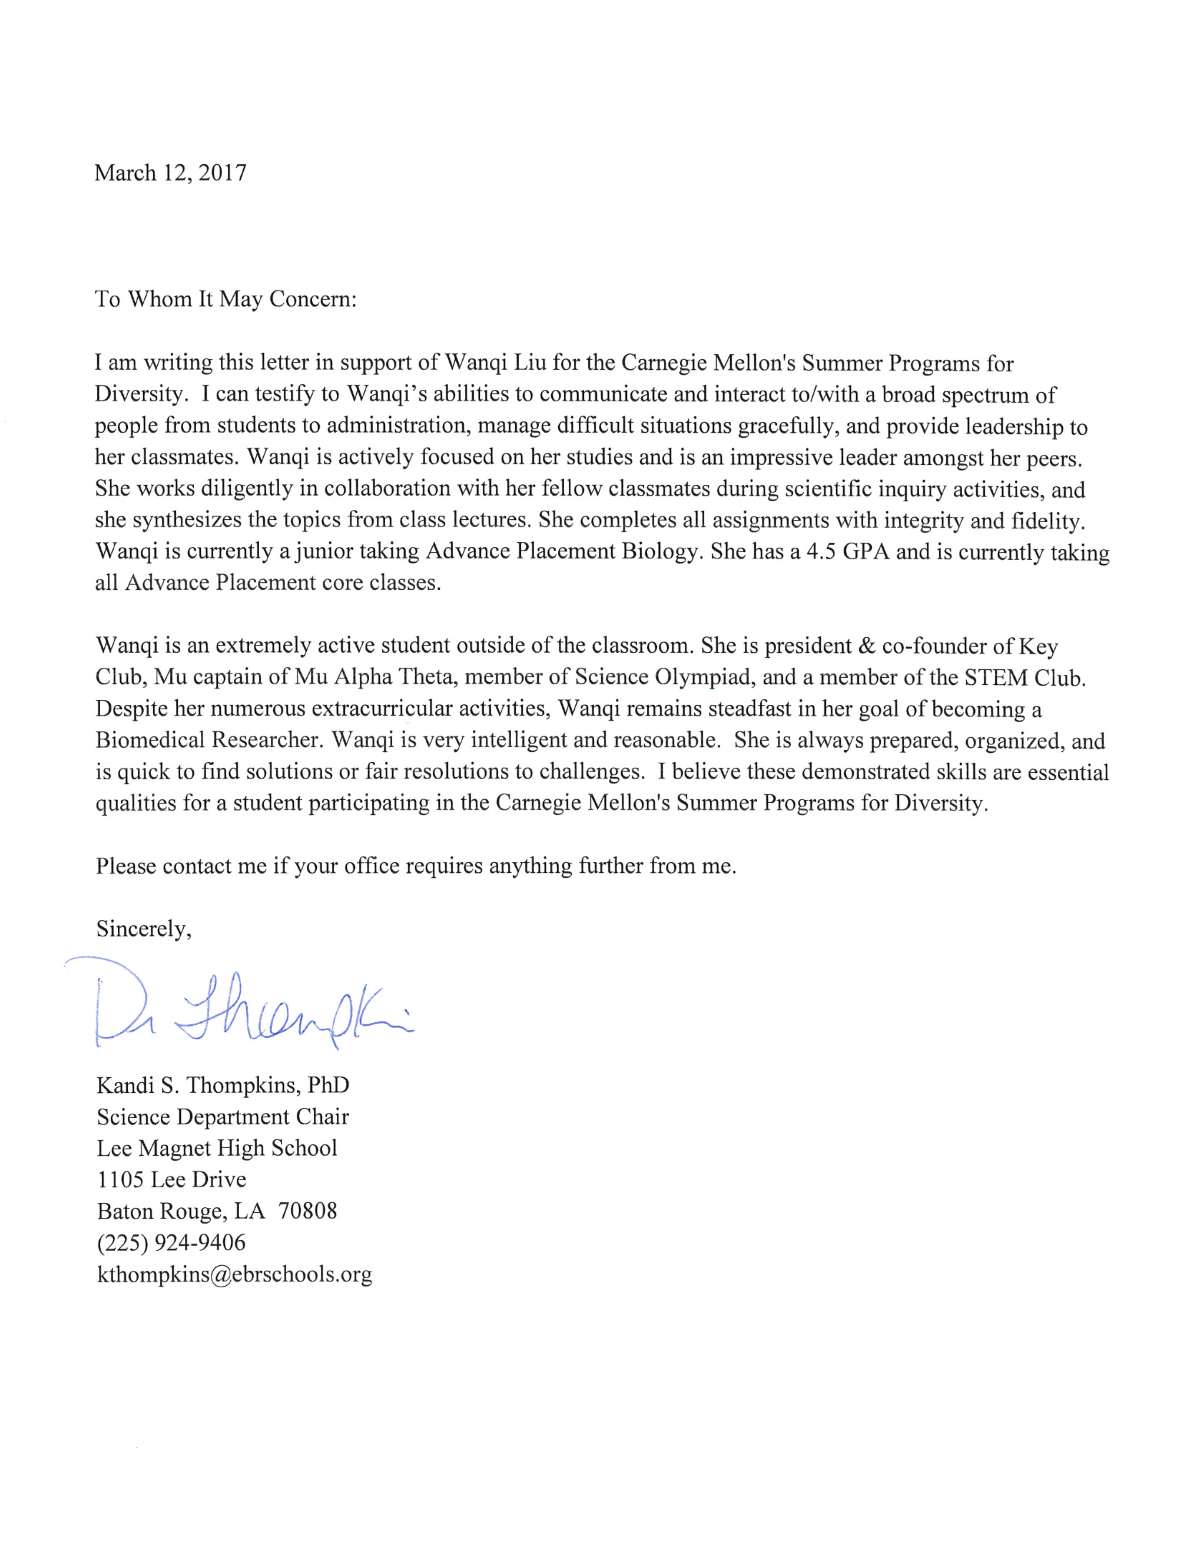 March 12, 2017
To Whom It May Concern:
I am writing this letter in support of Wanqi Liu for the Carnegie Mellon's Summer Programs for
Diversity.  I can testify to Wanqi’s abilities to communicate and interact to/with a broad spectrum of
people from students to administration, manage difficult situations gracefully, and provide leadership to
her classmates. Wanqi is actively focused on her studies and is an impressive leader amongst her peers.
She works diligently in collaboration with her fellow classmates during scientific inquiry activities, and
she synthesizes the topics from class lectures. She completes all assignments with integrity and fidelity.
Wanqi is currently a junior taking Advance Placement Biology. She has a 4.5 GPA and is currently taking
all Advance Placement core classes.
Wanqi is an extremely active student outside of the classroom. She is president & co-founder of Key
Club, Mu captain of Mu Alpha Theta, member of Science Olympiad, and a member of the STEM Club.
Despite her numerous extracurricular activities, Wanqi remains steadfast in her goal of becoming a
Biomedical Researcher. Wanqi is very intelligent and reasonable.  She is always prepared, organized, and
is quick to find solutions or fair resolutions to challenges.  I believe these demonstrated skills are essential
qualities for a student participating in the Carnegie Mellon's Summer Programs for Diversity.
Please contact me if your office requires anything further from me.
Sincerely,
Dr Thompkins
Kandi S. Thompkins, PhD
Science Department Chair
Lee Magnet High School
1105 Lee Drive
Baton Rouge, LA  70808
(225) 924-9406
kthompkins@ebrschools.org